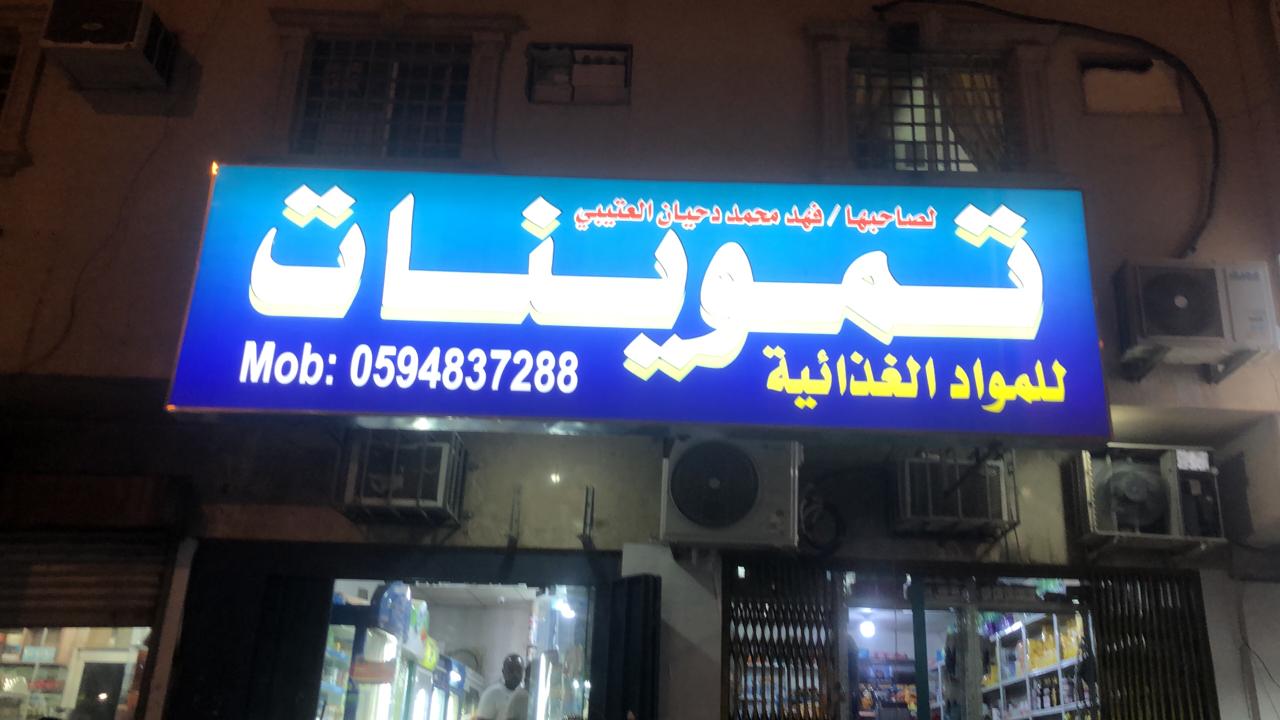 لصاحبها / فهد محمد دحيان العتيبي
تموينات
للمواد الغذائية
Mob: 0594837288